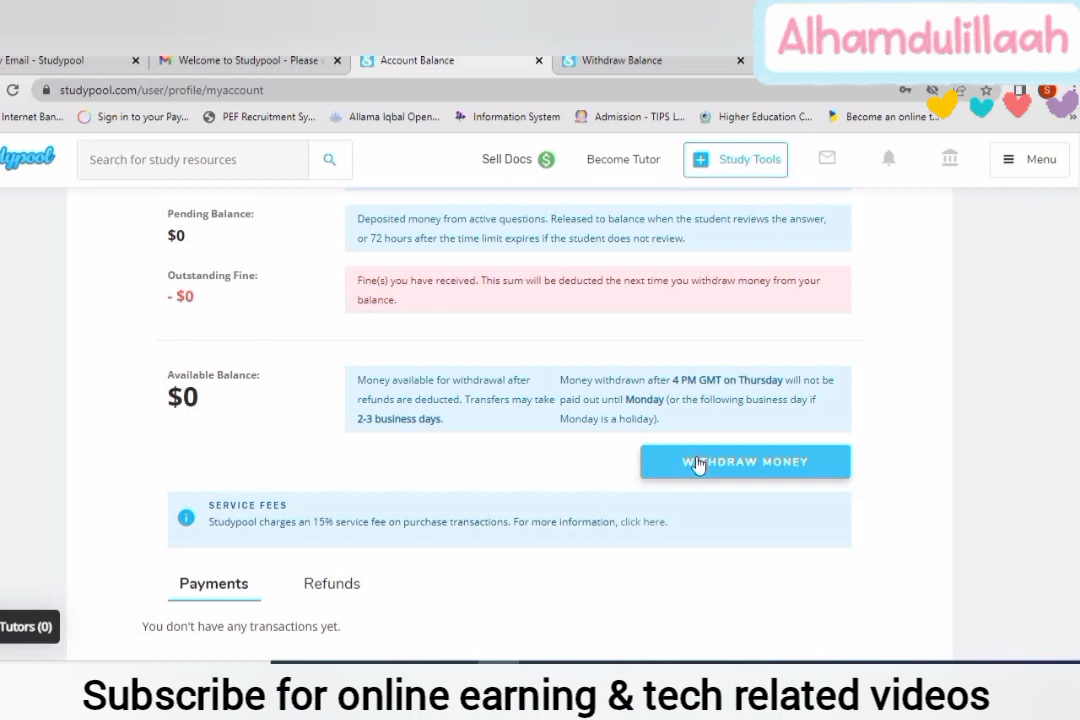 Alhamdulillaah
Email - Studypool
Welcome to Studypool - Please
Account Balance
Withdraw Balance
studypool.com/user/profile/myaccount
Internet Ban...
Sign in to your Pay...
PEF Recruitment Sy...
Allama Iqbal Open...
Information System
Admission - TIPS L...
Higher Education C...
Become an online t...
Search for study resources
Sell Docs
Become Tutor
Study Tools
Menu
Pending Balance:
$0
Deposited money from active questions. Released to balance when the student reviews the answer,
or 72 hours after the time limit expires if the student does not review.
Outstanding Fine:
- $0
Fine(s) you have received. This sum will be deducted the next time you withdraw money from your
balance.
Available Balance:
$0
Money available for withdrawal after
refunds are deducted. Transfers may take
2-3 business days.
Money withdrawn after 4 PM GMT on Thursday will not be
paid out until Monday (or the following business day if
Monday is a holiday).
WITHDRAW MONEY
SERVICE FEES
Studypool charges an 15% service fee on purchase transactions. For more information, click here.
Payments
Refunds
You don't have any transactions yet.
Tutors (0)
Subscribe for online earning & tech related videos